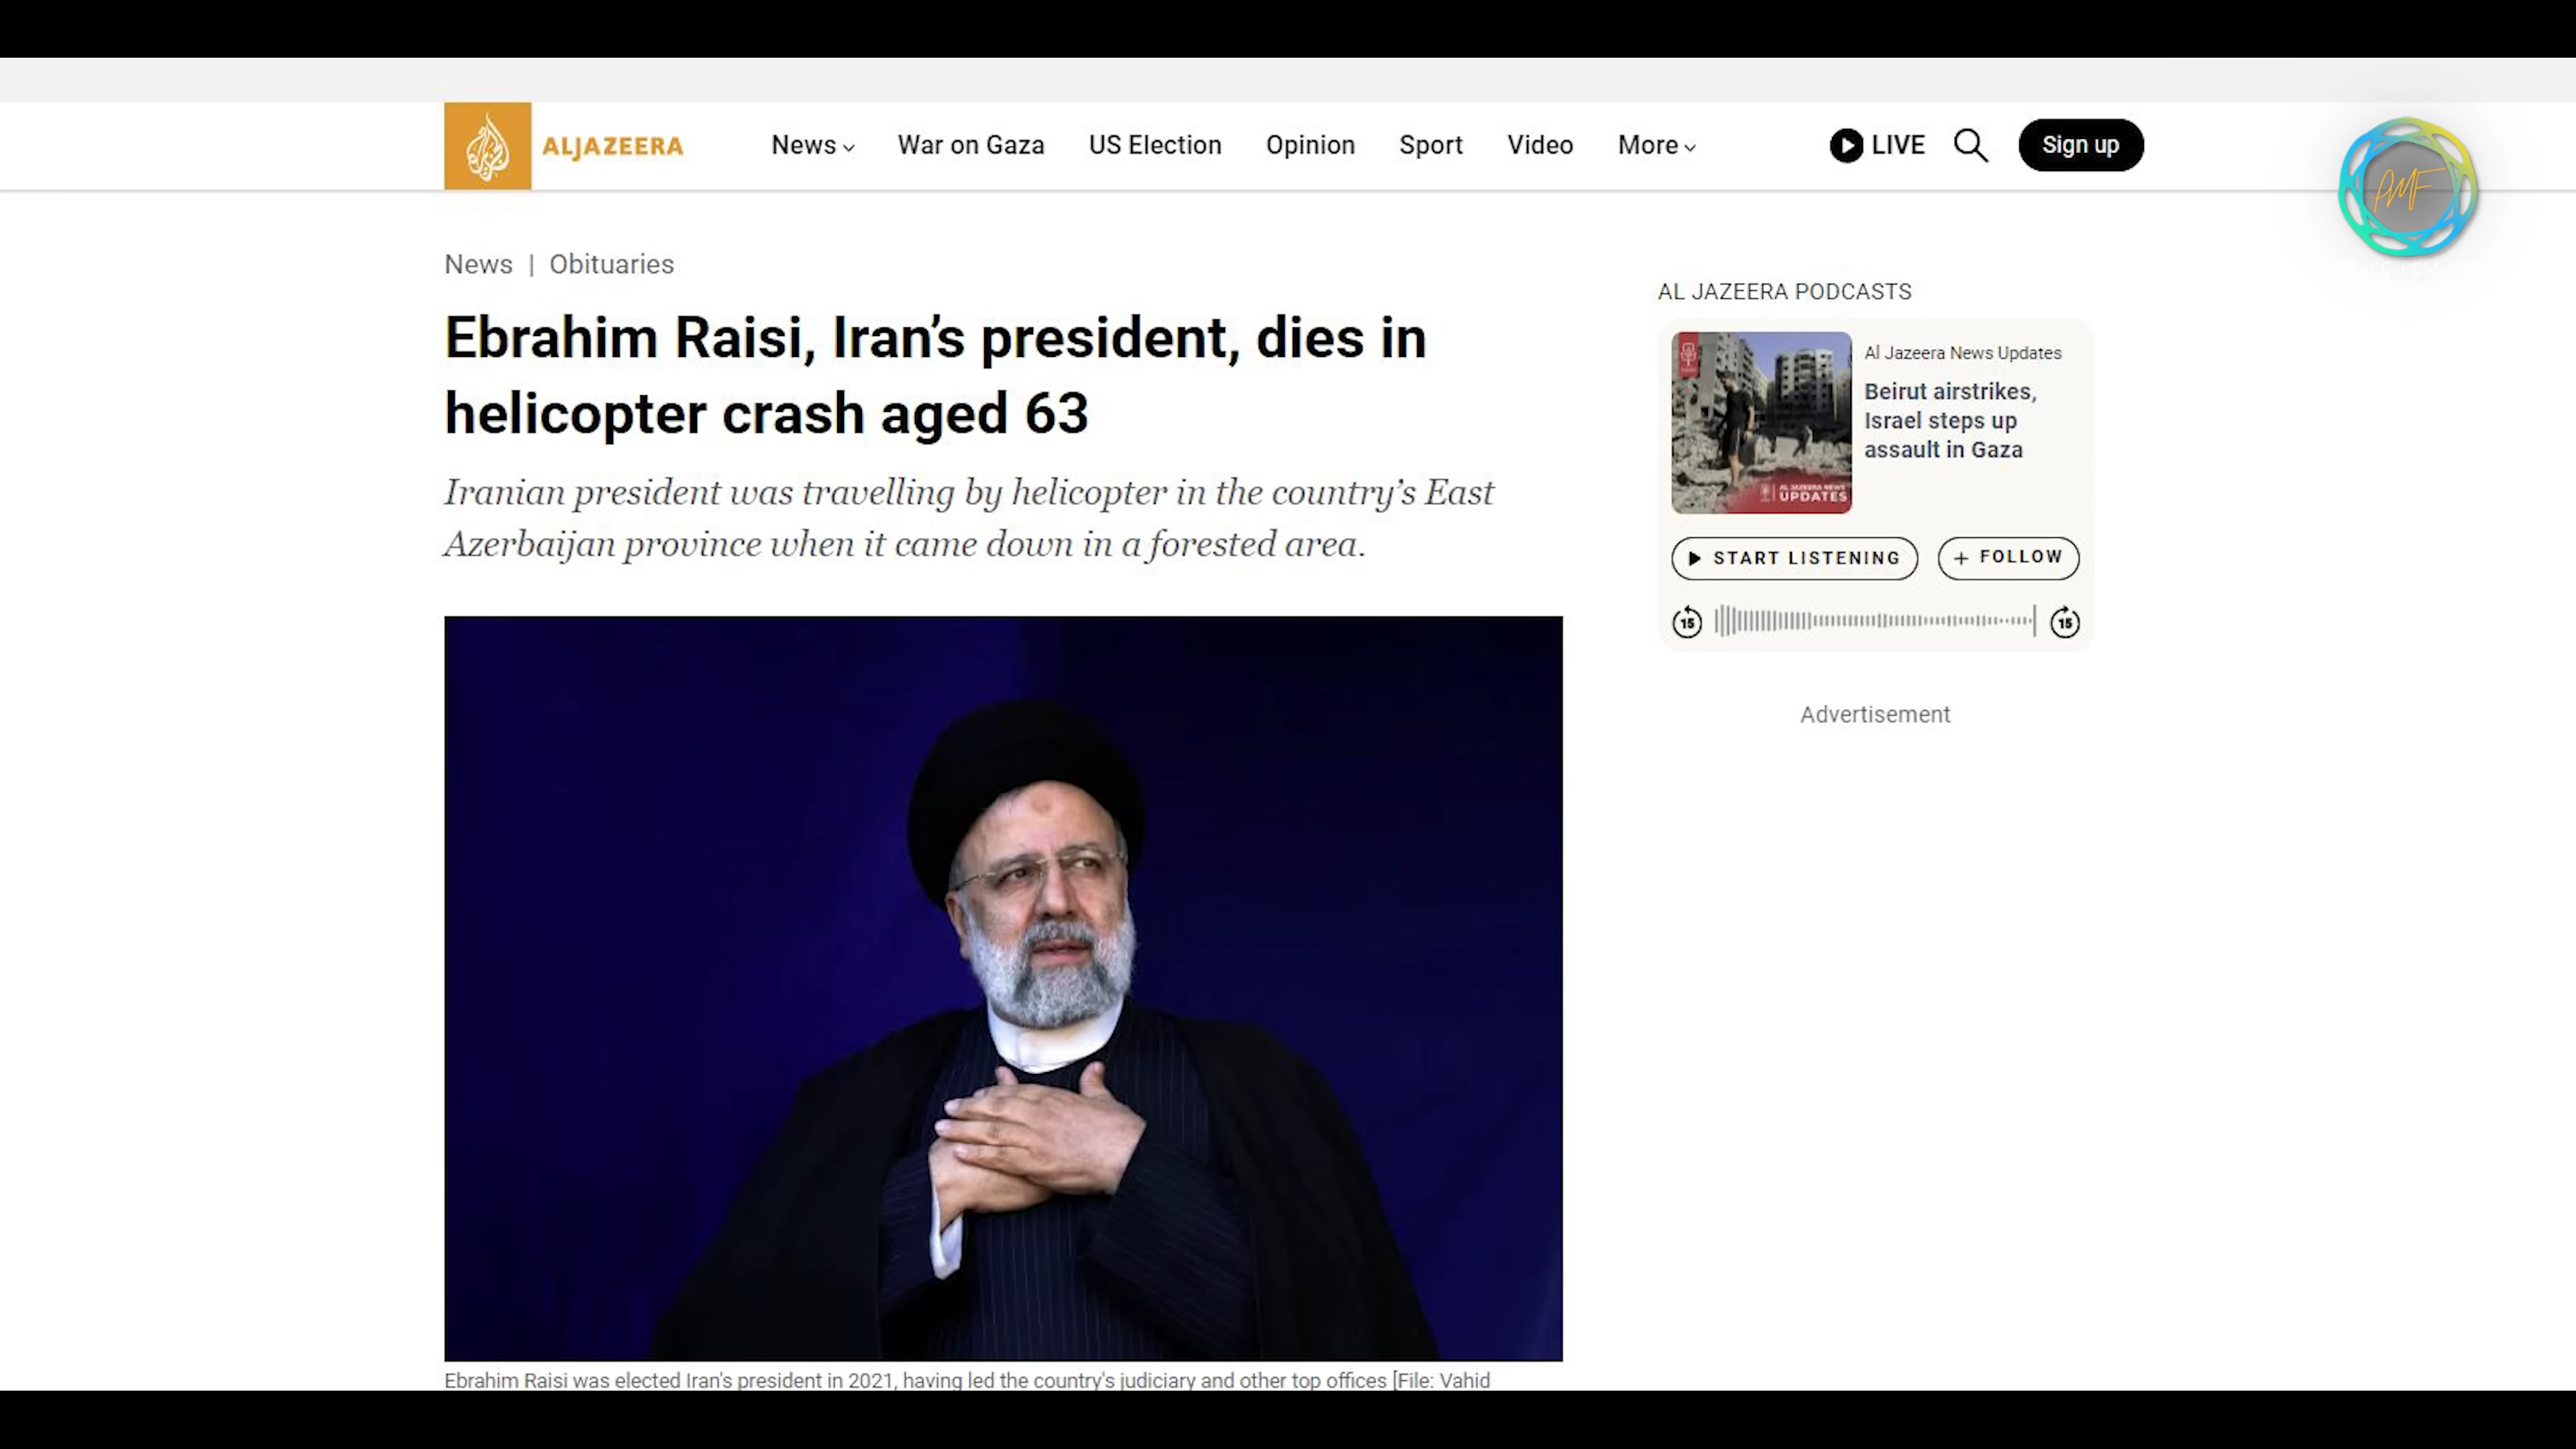 ALJAZEERA
News
War on Gaza
US Election
Opinion
Sport
Video
More
LIVE
Sign up
AMF
News | Obituaries
Ebrahim Raisi, Iran’s president, dies in
helicopter crash aged 63
Iranian president was travelling by helicopter in the country’s East
Azerbaijan province when it came down in a forested area.
Ebrahim Raisi was elected Iran's president in 2021, having led the country's judiciary and other top offices [File: Vahid
AL JAZEERA PODCASTS
Al Jazeera News Updates
Beirut airstrikes,
Israel steps up
assault in Gaza
AL JAZEERA NEWS
UPDATES
START LISTENING
+ FOLLOW
15
15
Advertisement